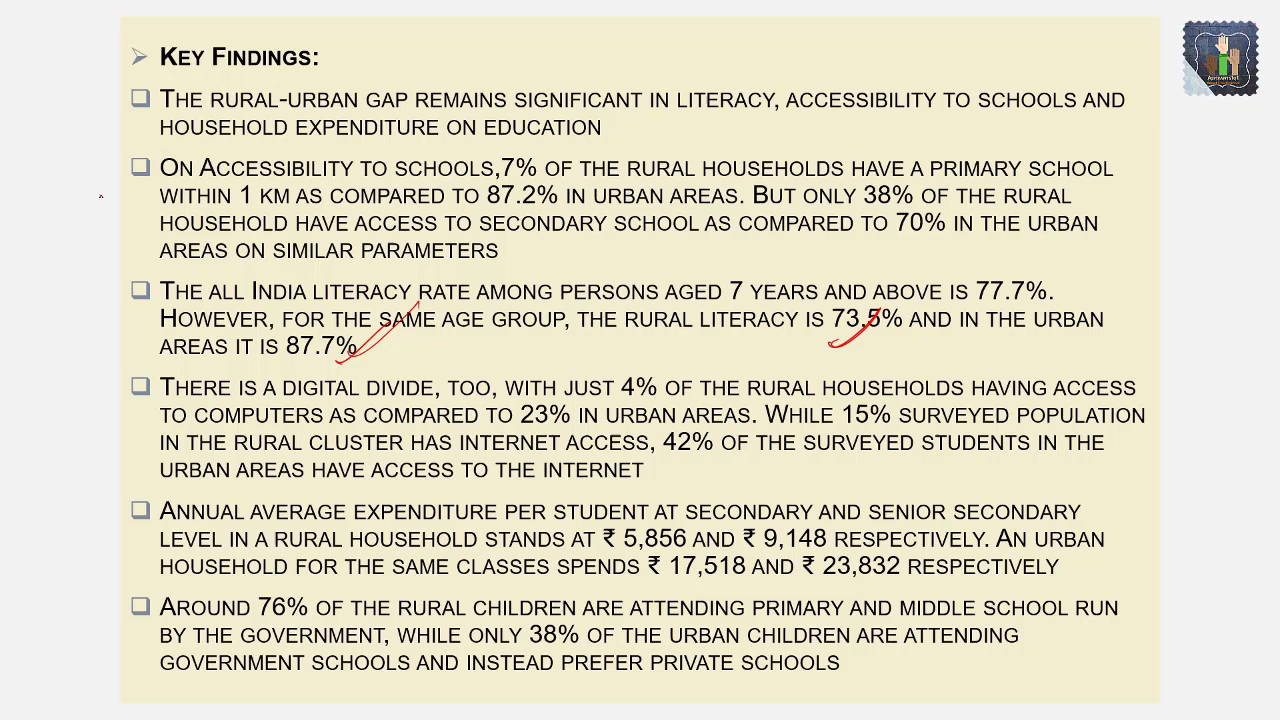 KEY FINDINGS:
THE RURAL-URBAN GAP REMAINS SIGNIFICANT IN LITERACY, ACCESSIBILITY TO SCHOOLS AND
HOUSEHOLD EXPENDITURE ON EDUCATION
ON ACCESSIBILITY TO SCHOOLS,7% OF THE RURAL HOUSEHOLDS HAVE A PRIMARY SCHOOL
WITHIN 1 KM AS COMPARED TO 87.2% IN URBAN AREAS. BUT ONLY 38% OF THE RURAL
HOUSEHOLD HAVE ACCESS TO SECONDARY SCHOOL AS COMPARED TO 70% IN THE URBAN
AREAS ON SIMILAR PARAMETERS
THE ALL INDIA LITERACY RATE AMONG PERSONS AGED 7 YEARS AND ABOVE IS 77.7%.
HOWEVER, FOR THE SAME AGE GROUP, THE RURAL LITERACY IS 73.5% AND IN THE URBAN
AREAS IT IS 87.7%
THERE IS A DIGITAL DIVIDE, TOO, WITH JUST 4% OF THE RURAL HOUSEHOLDS HAVING ACCESS
TO COMPUTERS AS COMPARED TO 23% IN URBAN AREAS. WHILE 15% SURVEYED POPULATION
IN THE RURAL CLUSTER HAS INTERNET ACCESS, 42% OF THE SURVEYED STUDENTS IN THE
URBAN AREAS HAVE ACCESS TO THE INTERNET
ANNUAL AVERAGE EXPENDITURE PER STUDENT AT SECONDARY AND SENIOR SECONDARY
LEVEL IN A RURAL HOUSEHOLD STANDS AT ₹ 5,856 AND ₹ 9,148 RESPECTIVELY. AN URBAN
HOUSEHOLD FOR THE SAME CLASSES SPENDS ₹ 17,518 AND ₹ 23,832 RESPECTIVELY
AROUND 76% OF THE RURAL CHILDREN ARE ATTENDING PRIMARY AND MIDDLE SCHOOL RUN
BY THE GOVERNMENT, WHILE ONLY 38% OF THE URBAN CHILDREN ARE ATTENDING
GOVERNMENT SCHOOLS AND INSTEAD PREFER PRIVATE SCHOOLS